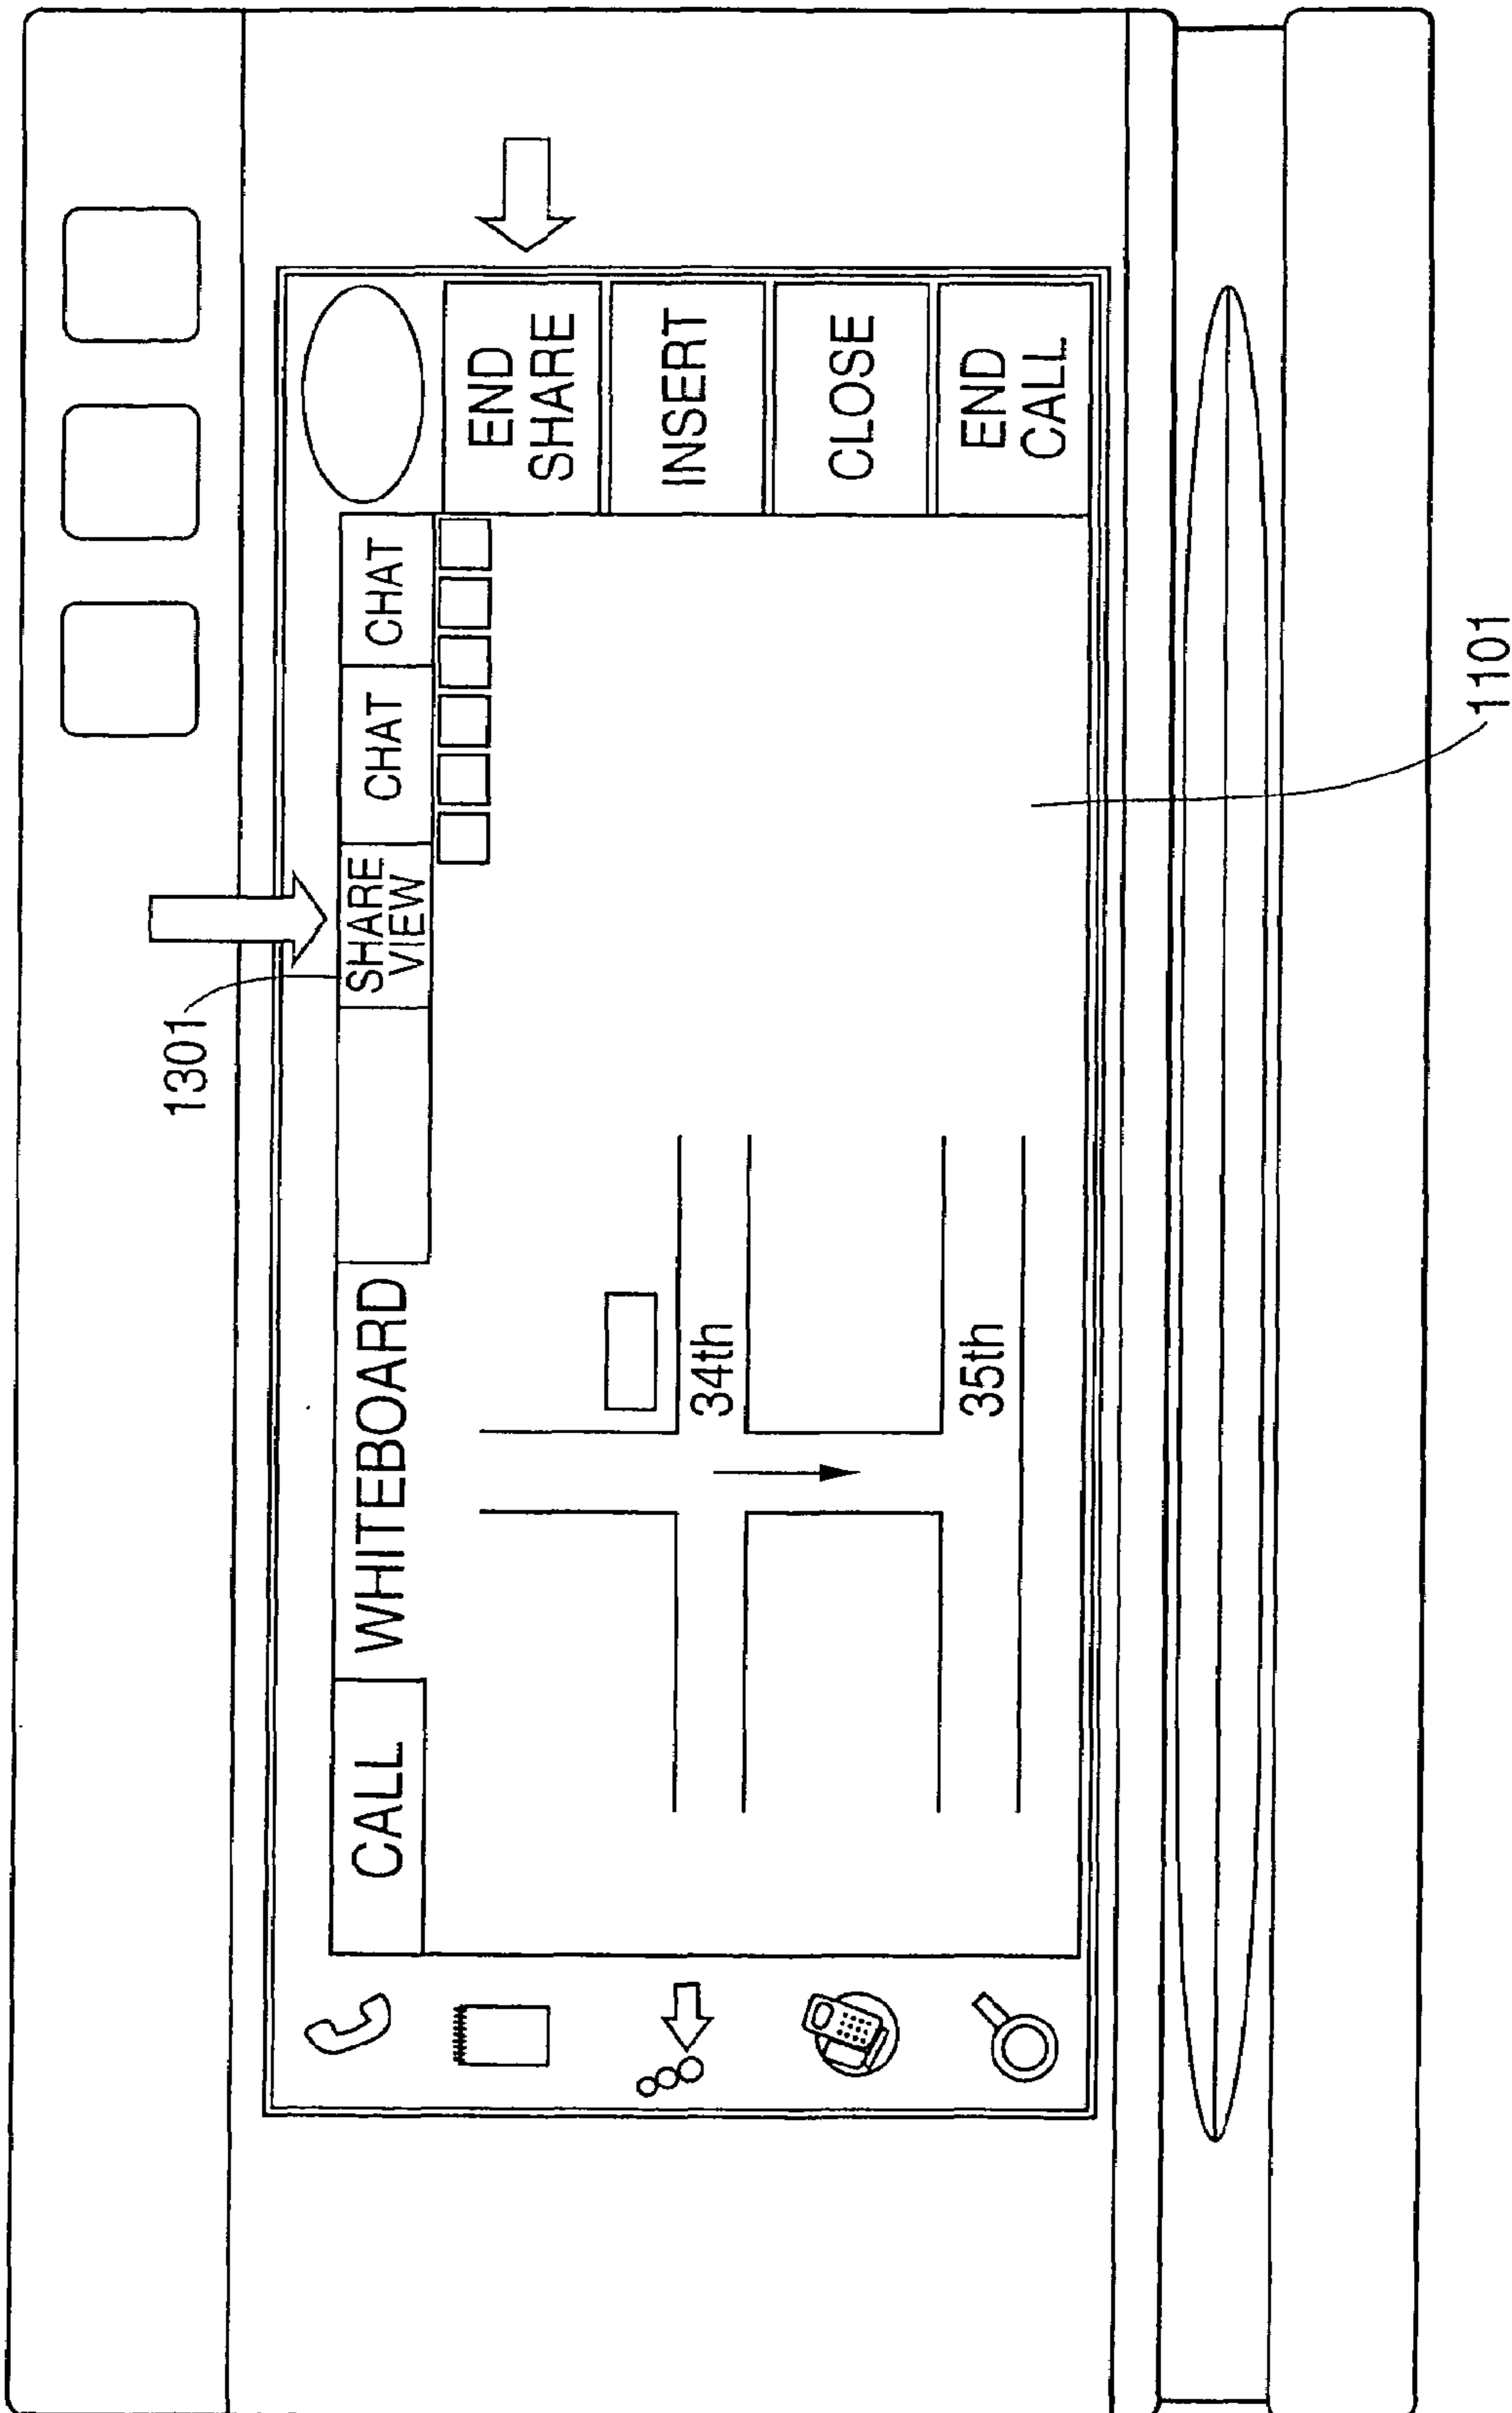 1301
CALL
WHITEBOARD
SHARE
VIEW
CHAT
CHAT
END
SHARE
INSERT
CLOSE
END
CALL
34th
35th
1101